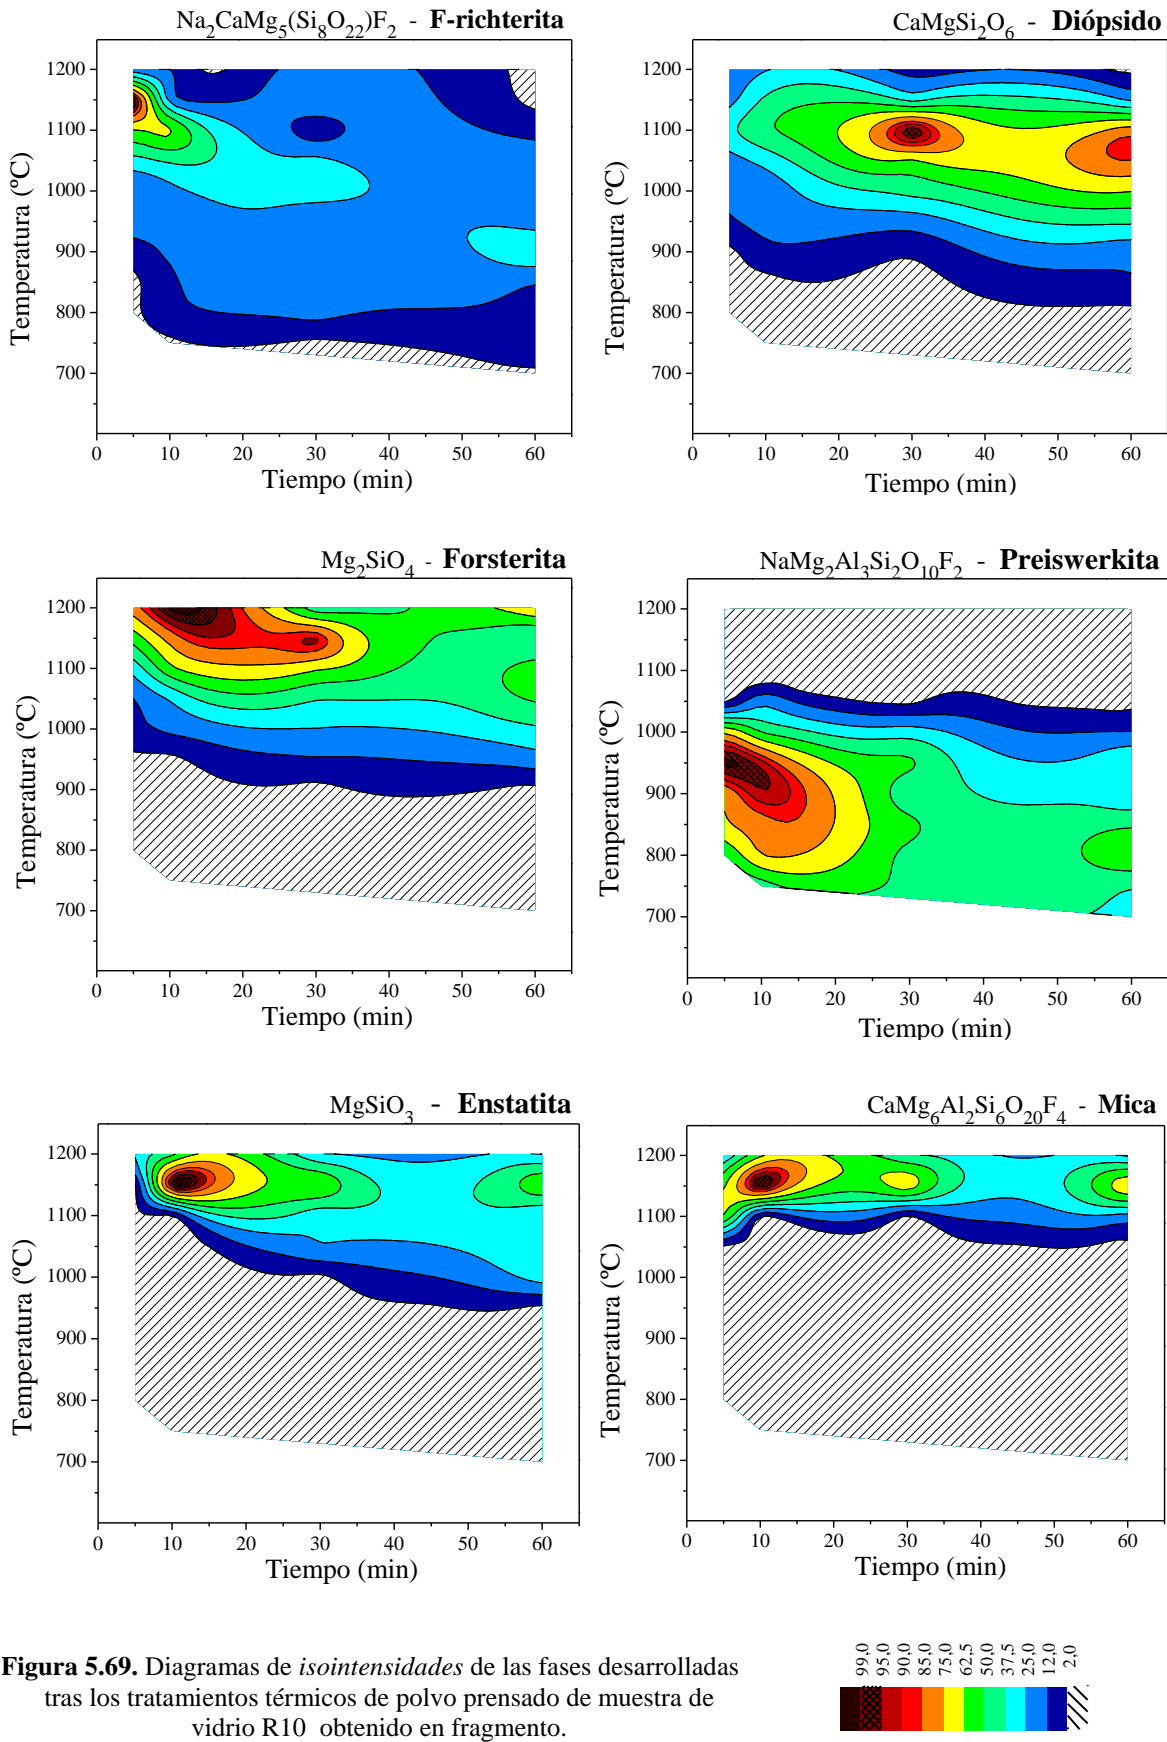 Na2CaMg5(Si8O22)F2 - F-richterita
1200
1100
1000
900
800
700
Temperatura (ºC)
0 10 20 30 40 50 60
Tiempo (min)
CaMgSi2O6 - Diópsido
1200
1100
1000
900
800
700
Temperatura (ºC)
0 10 20 30 40 50 60
Tiempo (min)
Mg2SiO4 - Forsterita
1200
1100
1000
900
800
700
Temperatura (ºC)
0 10 20 30 40 50 60
Tiempo (min)
NaMg2Al3Si2O10F2 - Preiswerkita
1200
1100
1000
900
800
700
Temperatura (ºC)
0 10 20 30 40 50 60
Tiempo (min)
MgSiO3 - Enstatita
1200
1100
1000
900
800
700
Temperatura (ºC)
0 10 20 30 40 50 60
Tiempo (min)
CaMg6Al2Si6O20F4 - Mica
1200
1100
1000
900
800
700
Temperatura (ºC)
0 10 20 30 40 50 60
Tiempo (min)
Figura 5.69. Diagramas de isointensidades de las fases desarrolladas
tras los tratamientos térmicos de polvo prensado de muestra de
vidrio R10 obtenido en fragmento.
99,0 95,0 90,0 85,0 75,0 62,5 50,0 37,5 25,0 12,0 2,0